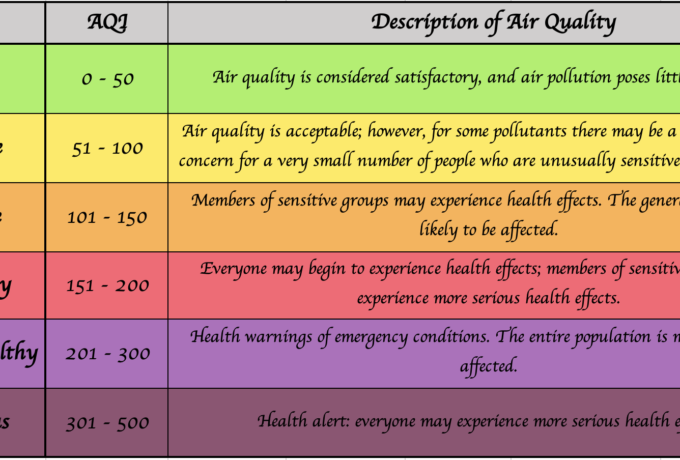 AQI Description of Air Quality
0 - 50 Air quality is considered satisfactory, and air pollution poses
51 - 100 Air quality is acceptable; however, for some pollutants there may be a
concern for a very small number of people who are unusually sensitive
101 - 150 Members of sensitive groups may experience health effects. The
likely to be affected.
151 - 200 Everyone may begin to experience health effects; members of
experience more serious health effects.
lthy 201 - 300 Health warnings of emergency conditions. The entire population is
affected.
301 - 500 Health alert: everyone may experience more serious health